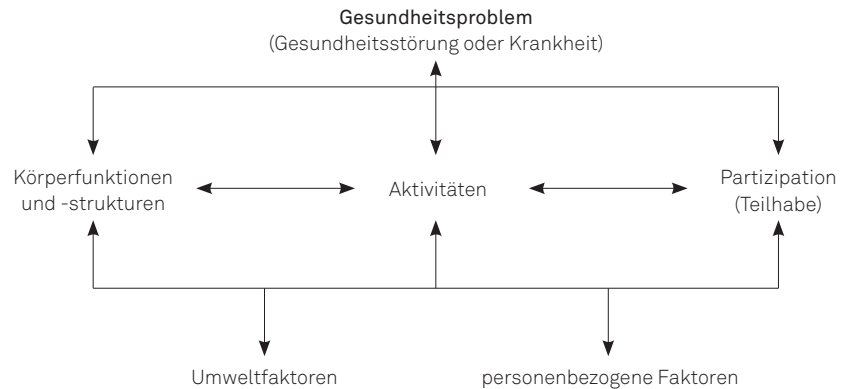 Gesundheitsproblem
(Gesundheitsstörung oder Krankheit)
Körperfunktionen
und -strukturen
Aktivitäten
Partizipation
(Teilhabe)
Umweltfaktoren
personenbezogene Faktoren